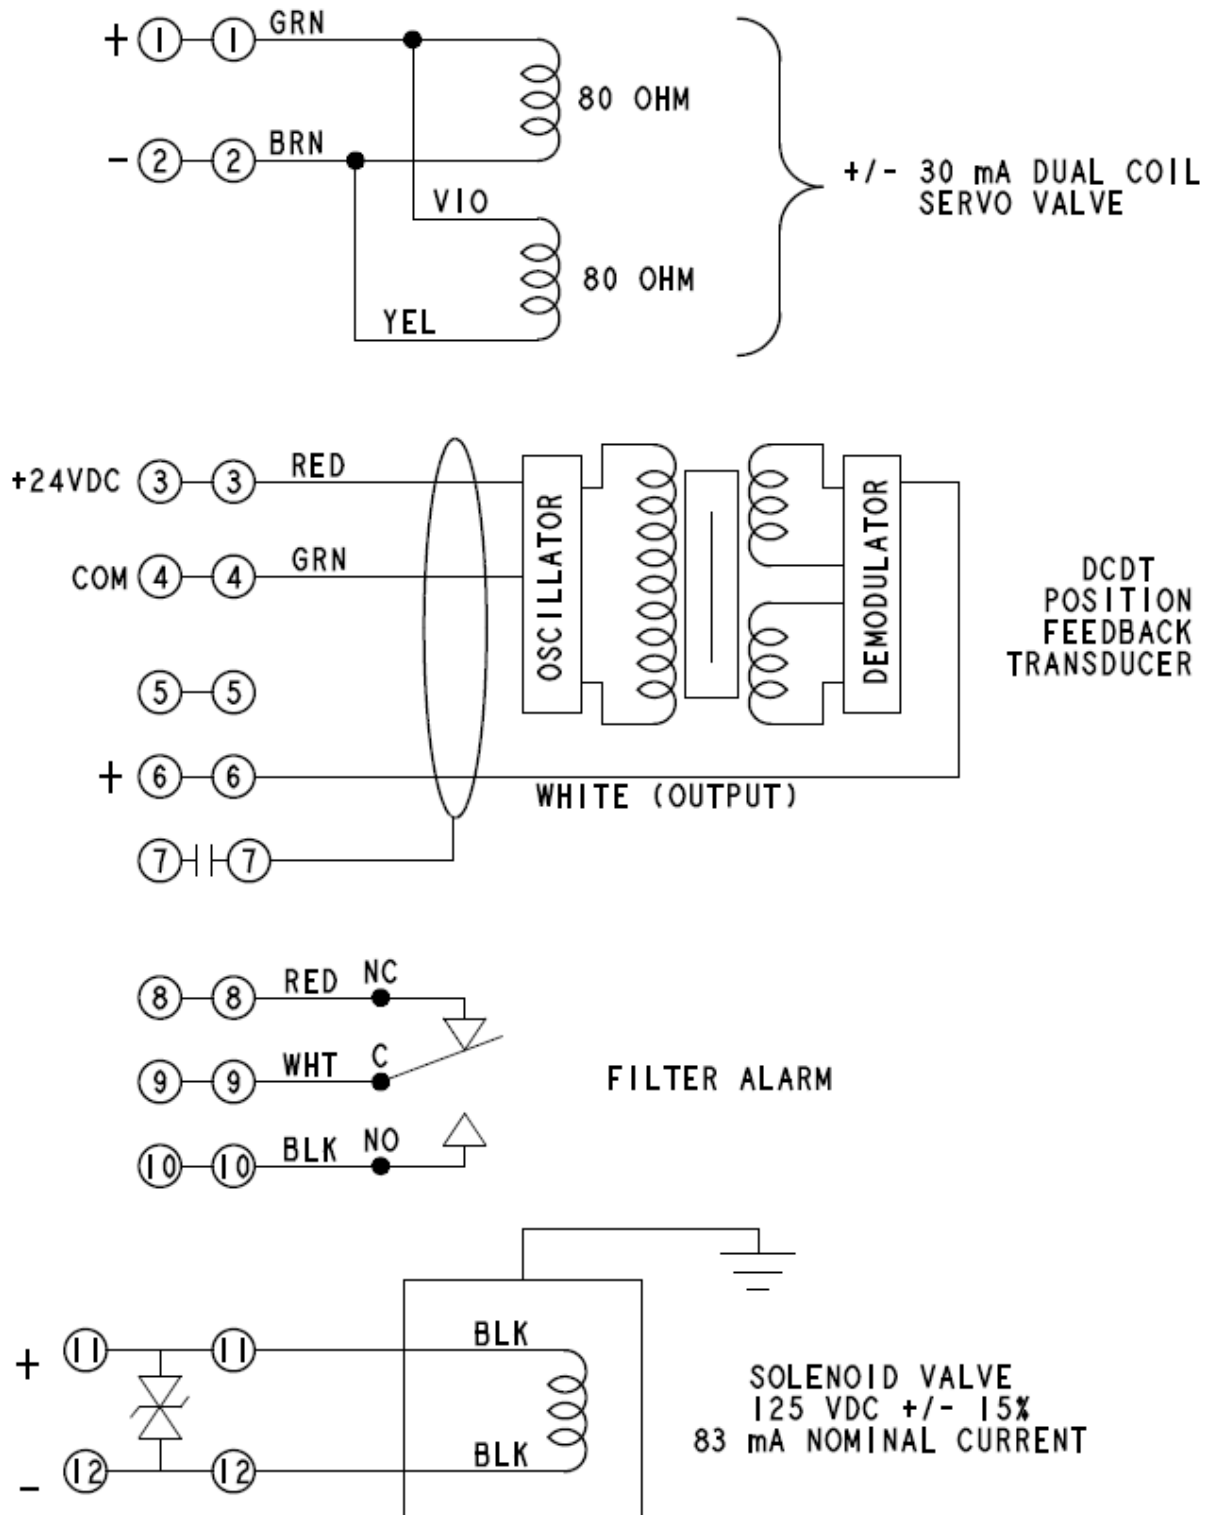 + 1 1 GRN
80 OHM
- 2 2 BRN
+/- 30 mA DUAL COIL
SERVO VALVE
VIO
80 OHM
YEL
+24VDC 3 3 RED
COM 4 4 GRN
OSCILLATOR
DEMODULATOR
DCDT
POSITION
FEEDBACK
TRANSDUCER
5 5
+ 6 6
WHITE (OUTPUT)
7 7
8 8 RED NC
9 9 WHT C
FILTER ALARM
10 10 BLK NO
+ 11 11 BLK
SOLENOID VALVE
125 VDC +/- 15%
83 mA NOMINAL CURRENT
- 12 12 BLK